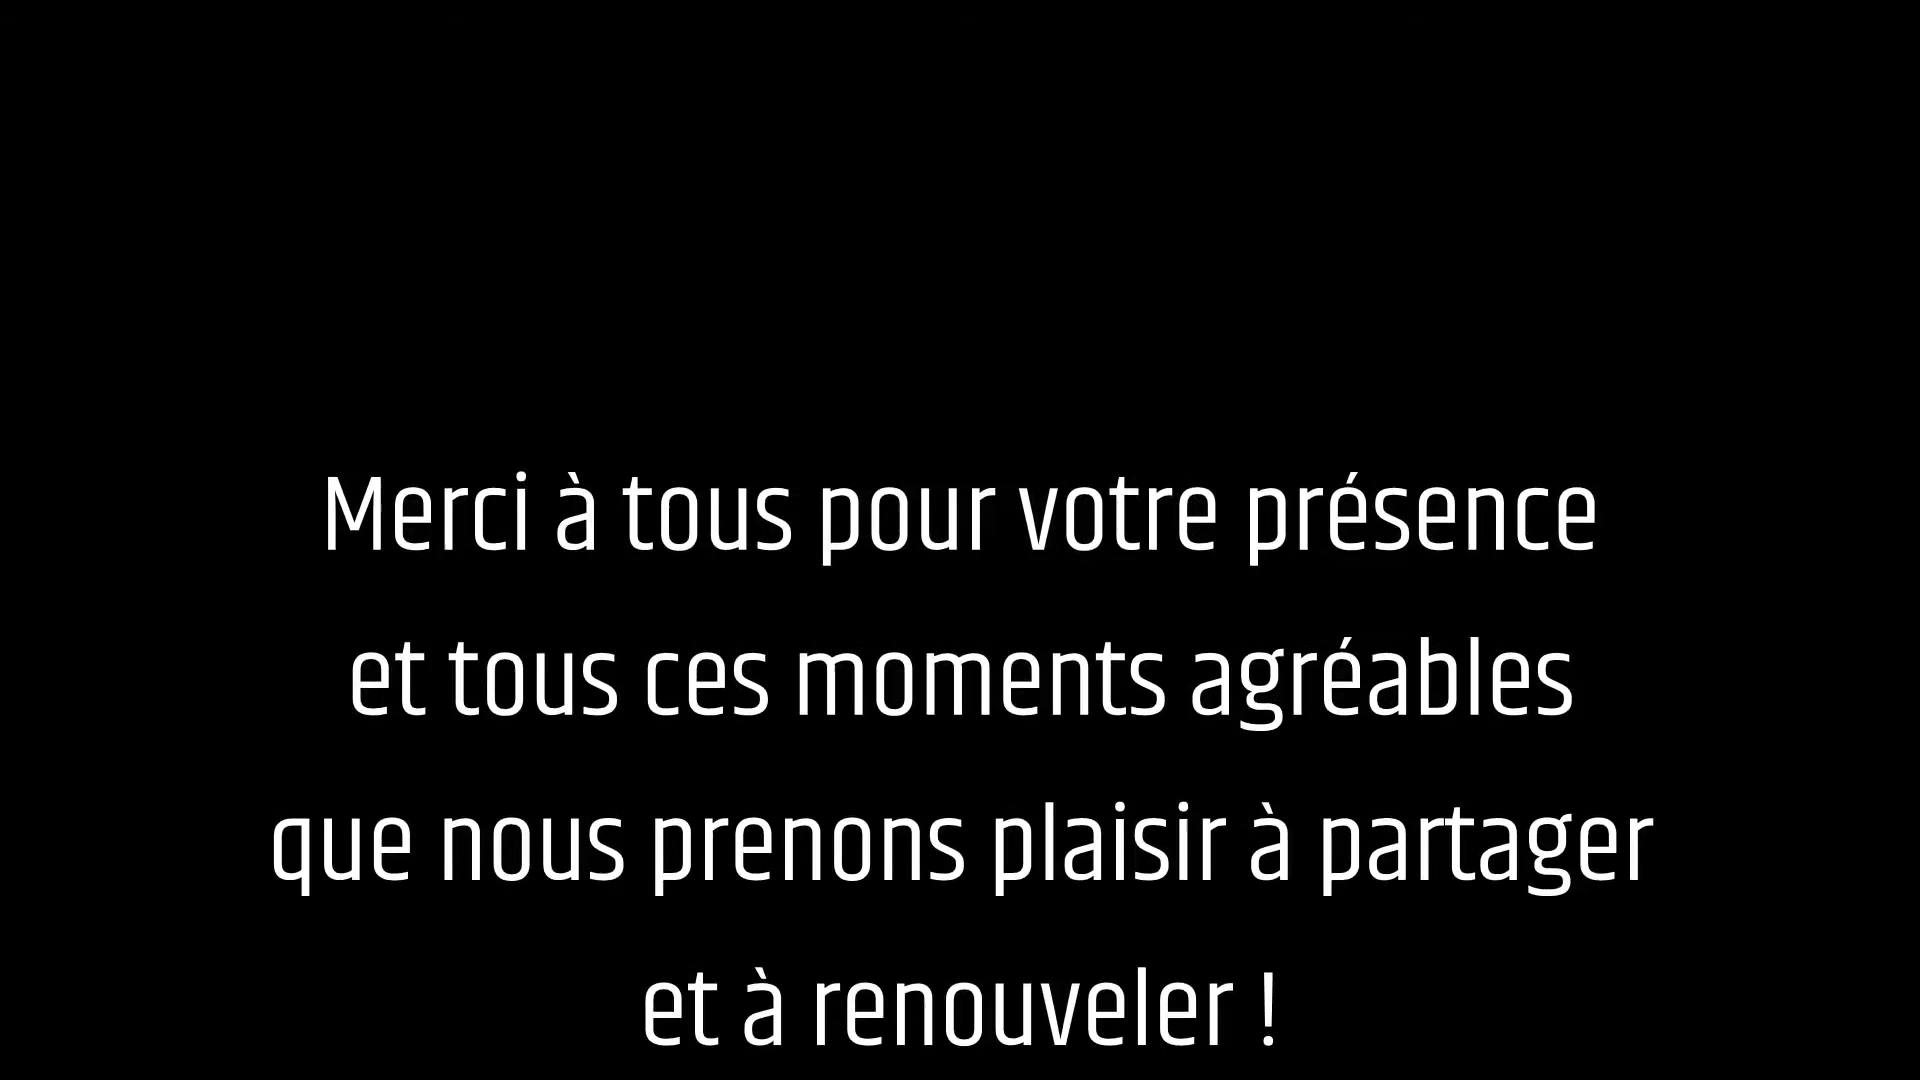 Merci à tous pour votre présence
et tous ces moments agréables
que nous prenons plaisir à partager
et à renouveler !